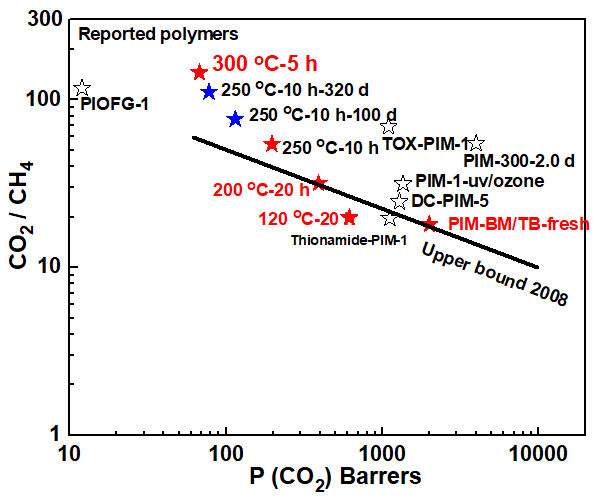 300
Reported polymers
300 °C-5 h
250 °C-10 h-320 d
100
PIOFG-1
250 °C-10 h-100 d
250 °C-10 h
TOX-PIM-1
PIM-300-2.0 d
200 °C-20 h
PIM-1-uv/ozone
DC-PIM-5
120 °C-20
PIM-BM/TB-fresh
Thionamide-PIM-1
Upper bound 2008
CO₂ / CH₄
10
1
10
100
1000
10000
P (CO₂) Barrers